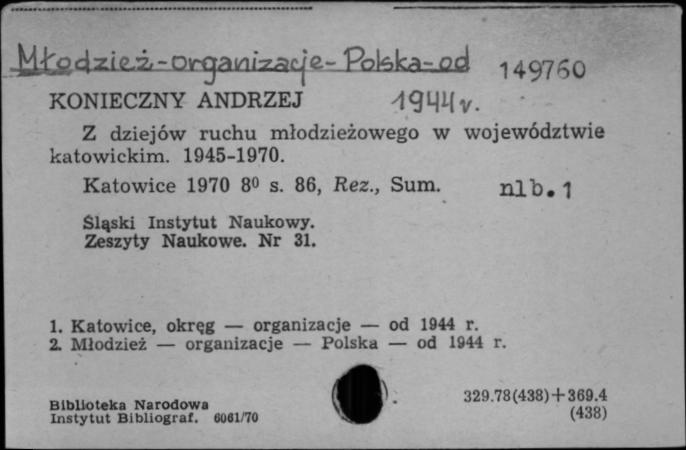 Młodzież-organizacje-Polska-od
149760
KONIECZNY ANDRZEJ 1944 r.
Z dziejów ruchu młodzieżowego w województwie
katowickim. 1945-1970.
Katowice 1970 8⁰ s. 86, Rez., Sum. nlb. 1
Śląski Instytut Naukowy.
Zeszyty Naukowe. Nr 31.
1. Katowice, okręg — organizacje — od 1944 r.
2. Młodzież — organizacje — Polska — od 1944 r.
Biblioteka Narodowa
Instytut Bibliograf. 6061/70
329.78(438)+369.4
(438)